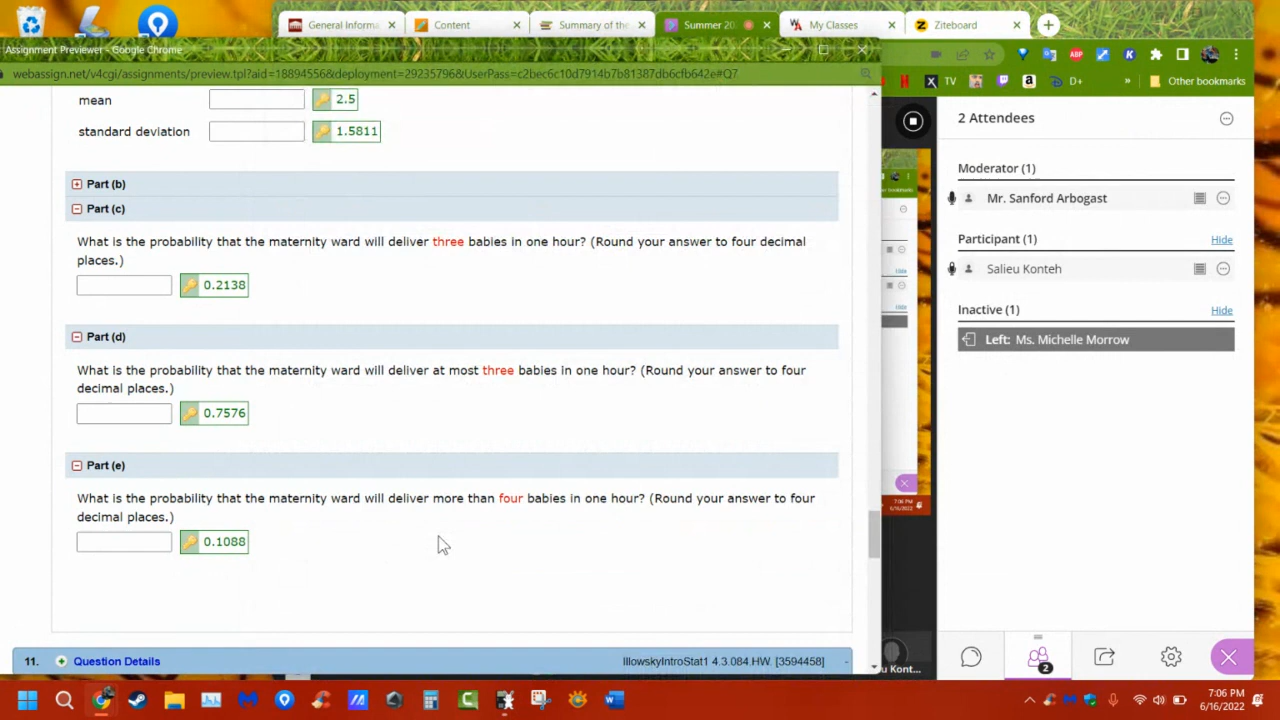 General Informa
Content
Summary of the
Summer 20
My Classes
Ziteboard
Assignment Previewer - Google Chrome
webassign.net/v4cgi/assignments/preview.tpl?aid=18894556&deployment=29235796&UserPass=c2bec6c10d7914b7b81387db6cfb642e#Q7
ABP
K
X TV
a
D+
»
Other bookmarks
mean 2.5
standard deviation 1.5811
Part (b)
Part (c)
What is the probability that the maternity ward will deliver three babies in one hour? (Round your answer to four decimal
places.)
0.2138
Part (d)
What is the probability that the maternity ward will deliver at most three babies in one hour? (Round your answer to four
decimal places.)
0.7576
Part (e)
What is the probability that the maternity ward will deliver more than four babies in one hour? (Round your answer to four
decimal places.)
0.1088
11. Question Details
IllowskyIntroStat1 4.3.084.HW. [3594458] -
2 Attendees
Moderator (1)
Mr. Sanford Arbogast
Participant (1) Hide
Salieu Konteh
Inactive (1) Hide
Left: Ms. Michelle Morrow
u Kont...
2
7:06 PM
6/16/2022